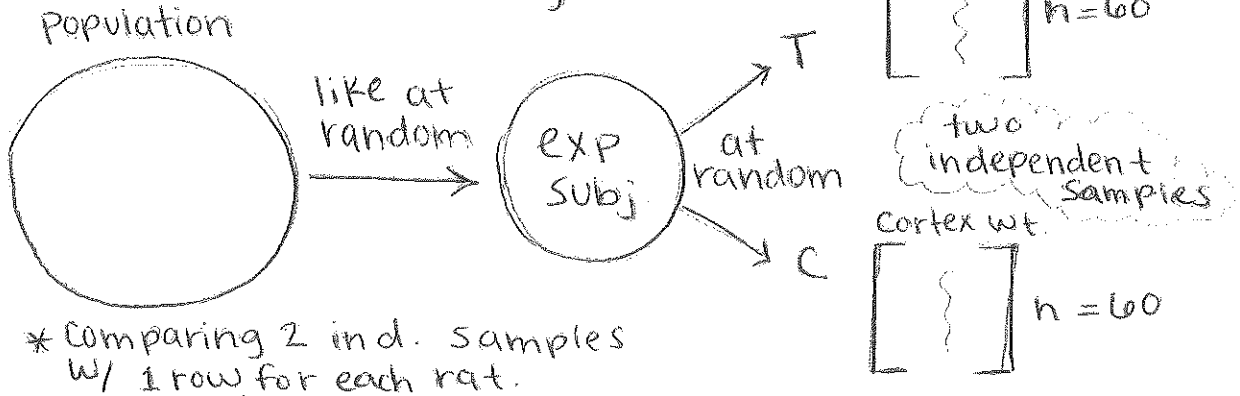 Population
like at
random
exp
subj
T
at
random
C
n=60
two
independent
samples
Cortex wt.
n = 60
* Comparing 2 ind. samples
w/ 1 row for each rat.